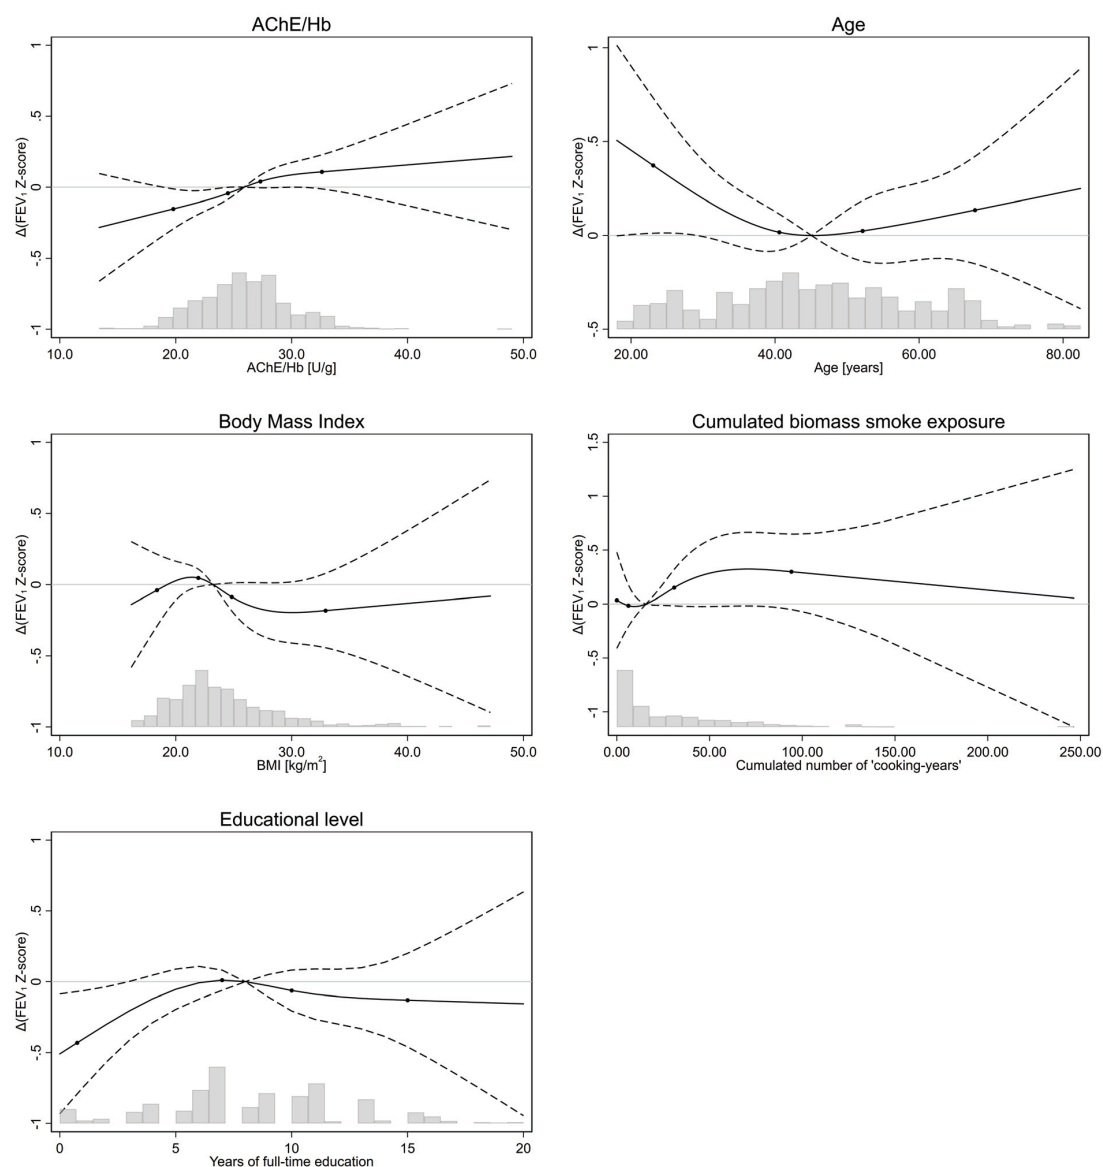 AChE/Hb
Δ(FEV₁ Z-score)
1
.5
0
-.5
-1
10.0 20.0 30.0 40.0 50.0
AChE/Hb [U/g]
Age
Δ(FEV₁ Z-score)
1
.5
0
-.5
20.00 40.00 60.00 80.00
Age [years]
Body Mass Index
Δ(FEV₁ Z-score)
1
.5
0
-.5
-1
10.0 20.0 30.0 40.0 50.0
BMI [kg/m²]
Cumulated biomass smoke exposure
Δ(FEV₁ Z-score)
1.5
1
.5
0
-.5
-1
0.00 50.00 100.00 150.00 200.00 250.00
Cumulated number of 'cooking-years'
Educational level
Δ(FEV₁ Z-score)
1
.5
0
-.5
-1
0 5 10 15 20
Years of full-time education